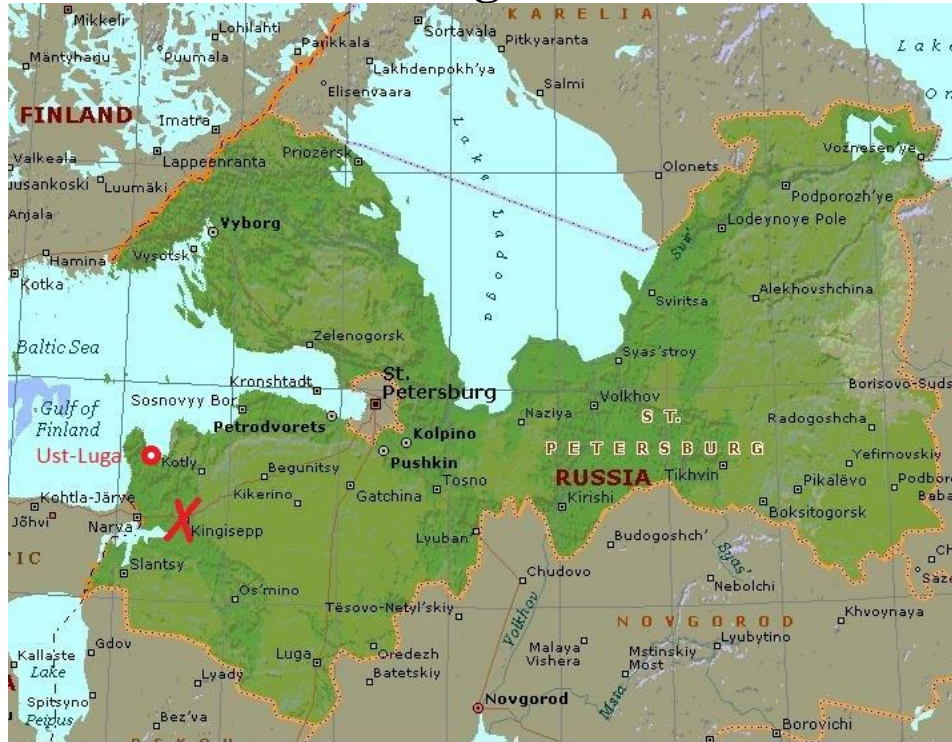 KARELIA
Mikkeli
Lohilahti
Parikkala
Sortavala
Pitkyaranta
Mäntyharju
Puumala
Lakhdenpokh'ya
Elisenvaara
Salmi
FINLAND
Imatra
Lake Ladoga
Valkeala
Lappeenranta
Priozërsk
Olonets
Voznesen'ye
Luumäki
Podporozh'ye
Anjala
Vyborg
Lodeynoye Pole
Hamina
Vysotsk
Kotka
Sviritsa
Alekhovshchina
Baltic Sea
Zelenogorsk
Syas'stroy
Kronshtadt
St.
Petersburg
Sosnovyy Bor
Gulf of
Finland
Petrodvorets
Naziya
Volkhov
ST.
PETERSBURG
Radogoshcha
Kolpino
Ust-Luga
Kotly
Begunitsy
Pushkin
RUSSIA
Tikhvin
Yefimovskiy
Kohtla-Järve
Kikerino
Gatchina
Tosno
Kirishi
Pikalëvo
Jõhvi
Narva
Kingisepp
X
Lyuban'
Boksitogorsk
Budogoshch'
Slantsy
Chudovo
Syas'
Nebolchi
Os'mino
Tësovo-Netyl'skiy
Volkhov
NOVGOROD
Khvoynaya
Gdov
Luga
Oredezh
Malaya
Vishera
Mstinskiy
Most
Lyubytino
Kallaste
Lake
Peipus
Lyady
Batetskiy
Spitsyno
Novgorod
Msta
Bez'va
Borovichi